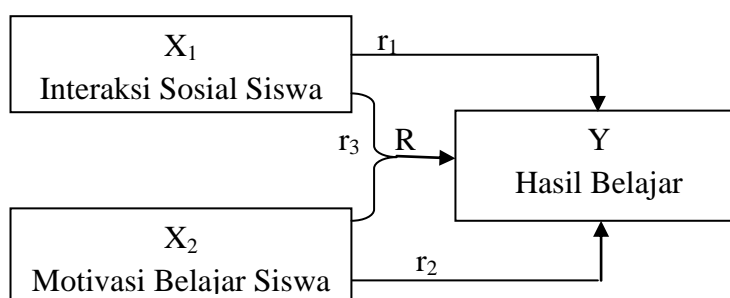 X₁
Interaksi Sosial Siswa
r₁
r₃
R
Y
Hasil Belajar
X₂
Motivasi Belajar Siswa
r₂